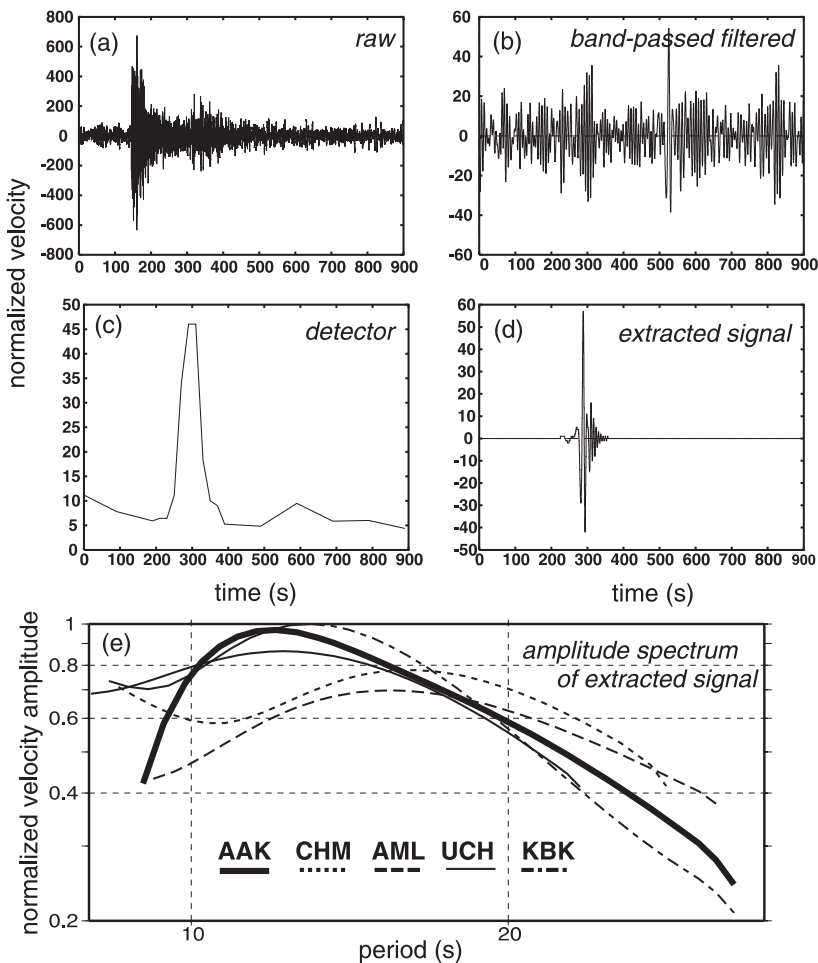 (a) raw
800
600
400
200
0
-200
-400
-600
-800
0 100 200 300 400 500 600 700 800 900
(b) band-passed filtered
60
40
20
0
-20
-40
-60
0 100 200 300 400 500 600 700 800 900
normalized velocity
(c) detector
50
45
40
35
30
25
20
15
10
5
0
0 100 200 300 400 500 600 700 800 900
time (s)
(d) extracted signal
60
50
40
30
20
10
0
-10
-20
-30
-40
-50
0 100 200 300 400 500 600 700 800 900
time (s)
(e) amplitude spectrum
of extracted signal
normalized velocity amplitude
1
0.8
0.6
0.4
0.2
AAK CHM AML UCH KBK
10 20
period (s)